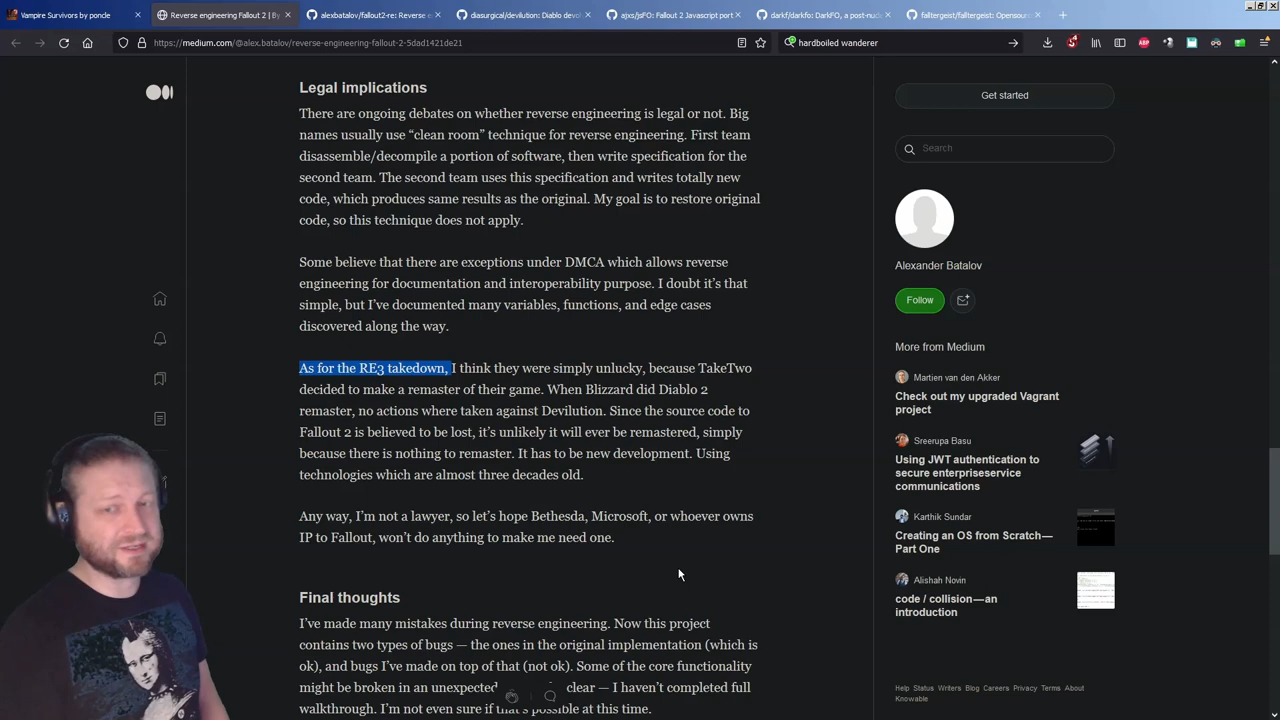 Vampire Survivors by ponde
Reverse engineering Fallout 2 | By
alexbatalov/fallout2-re: Reverse e
diasurgical/devilution: Diablo devo
ajxs/jsFO: Fallout 2 Javascript port
darkf/darkfo: DarkFO, a post-nucl
falltergeist/falltergeist: Opensour
https://medium.com/@alex.batalov/reverse-engineering-fallout-2-5dad1421de21
hardboiled wanderer
Legal implications
There are ongoing debates on whether reverse engineering is legal or not. Big
names usually use “clean room” technique for reverse engineering. First team
disassemble/decompile a portion of software, then write specification for the
second team. The second team uses this specification and writes totally new
code, which produces same results as the original. My goal is to restore original
code, so this technique does not apply.
Some believe that there are exceptions under DMCA which allows reverse
engineering for documentation and interoperability purpose. I doubt it’s that
simple, but I’ve documented many variables, functions, and edge cases
discovered along the way.
As for the RE3 takedown, I think they were simply unlucky, because TakeTwo
decided to make a remaster of their game. When Blizzard did Diablo 2
remaster, no actions where taken against Devilution. Since the source code to
Fallout 2 is believed to be lost, it’s unlikely it will ever be remastered, simply
because there is nothing to remaster. It has to be new development. Using
technologies which are almost three decades old.
Any way, I’m not a lawyer, so let’s hope Bethesda, Microsoft, or whoever owns
IP to Fallout won’t do anything to make me need one.
Final thoughts
I’ve made many mistakes during reverse engineering. Now this project
contains two types of bugs — the ones in the original implementation (which is
ok), and bugs I’ve made on top of that (not ok). Some of the core functionality
might be broken in an unexpected clear — I haven’t completed full
walkthrough. I’m not even sure if that’s possible at this time.
Get started
Search
Alexander Batalov
Follow
More from Medium
Martien van den Akker
Check out my upgraded Vagrant
project
Sreerupa Basu
Using JWT authentication to
secure enterpriseservice
communications
Karthik Sundar
Creating an OS from Scratch—
Part One
Alishah Novin
code / collision—an
introduction
Help Status Writers Blog Careers Privacy Terms About
Knowable